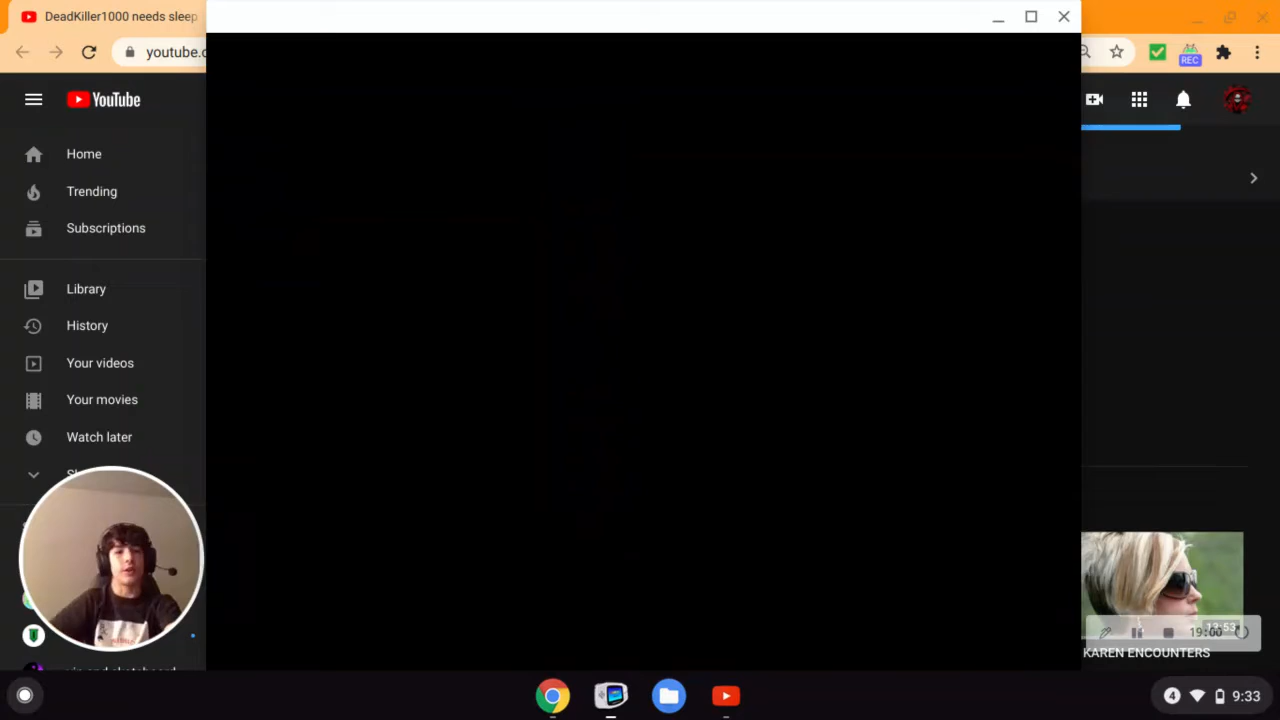 DeadKiller1000 needs sleep
youtube.c
REC
YouTube
Home
Trending
Subscriptions
Library
History
Your videos
Your movies
Watch later
13:53
19:00
KAREN ENCOUNTERS
4
9:33